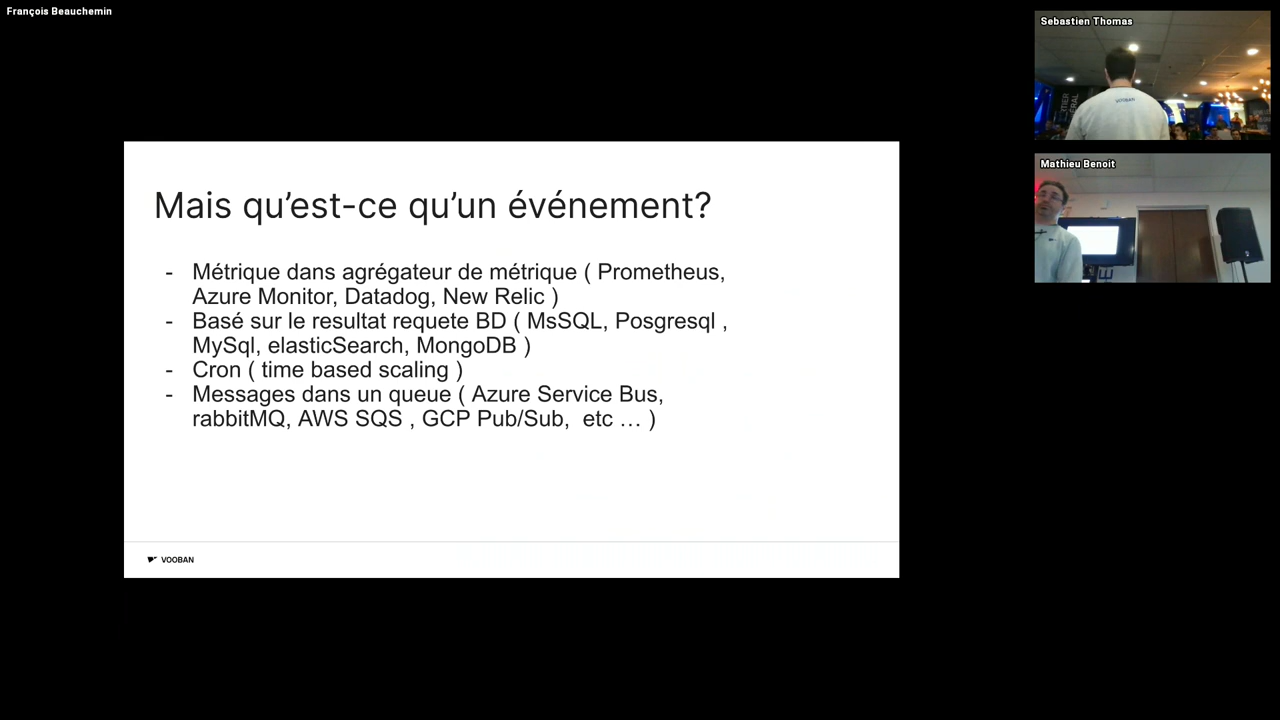 François Beauchemin
Sebastien Thomas
VOOBAN
Mathieu Benoit
Mais qu’est-ce qu’un événement?
- Métrique dans agrégateur de métrique ( Prometheus,
Azure Monitor, Datadog, New Relic )
- Basé sur le resultat requete BD ( MsSQL, Posgresql ,
MySql, elasticSearch, MongoDB )
- Cron ( time based scaling )
- Messages dans un queue ( Azure Service Bus,
rabbitMQ, AWS SQS , GCP Pub/Sub, etc … )
VOOBAN